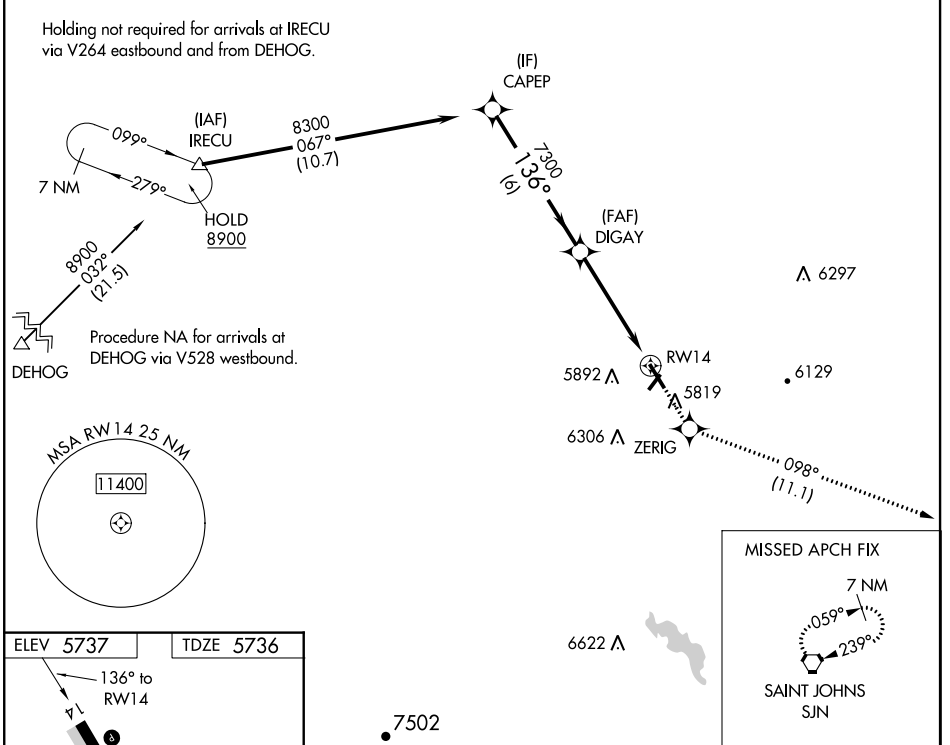 Holding not required for arrivals at IRECU
via V264 eastbound and from DEHOG.
(IF)
CAPEP
(IAF)
IRECU
8300
067°
(10.7)
099°
279°
7 NM
HOLD
8900
7300
136°
(6)
(FAF)
DIGAY
8900
032°
(21.5)
DEHOG
Procedure NA for arrivals at
DEHOG via V528 westbound.
6297
RW14
5892
5819
6129
6306
ZERIG
098°
(11.1)
MSA RW14 25 NM
11400
MISSED APCH FIX
7 NM
059°
239°
SAINT JOHNS
SJN
6622
7502
ELEV 5737
TDZE 5736
136° to
RW14
14
P